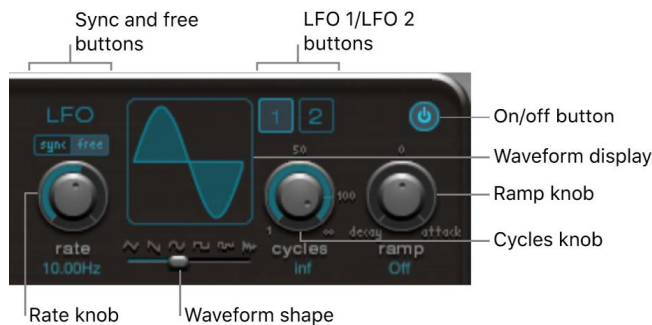 Sync and free
buttons
LFO 1/LFO 2
buttons
LFO
1
2
On/off button
sync
free
50
0
Waveform display
100
Ramp knob
1
∞
decay
attack
Cycles knob
rate
cycles
ramp
10.00Hz
inf
Off
Rate knob
Waveform shape